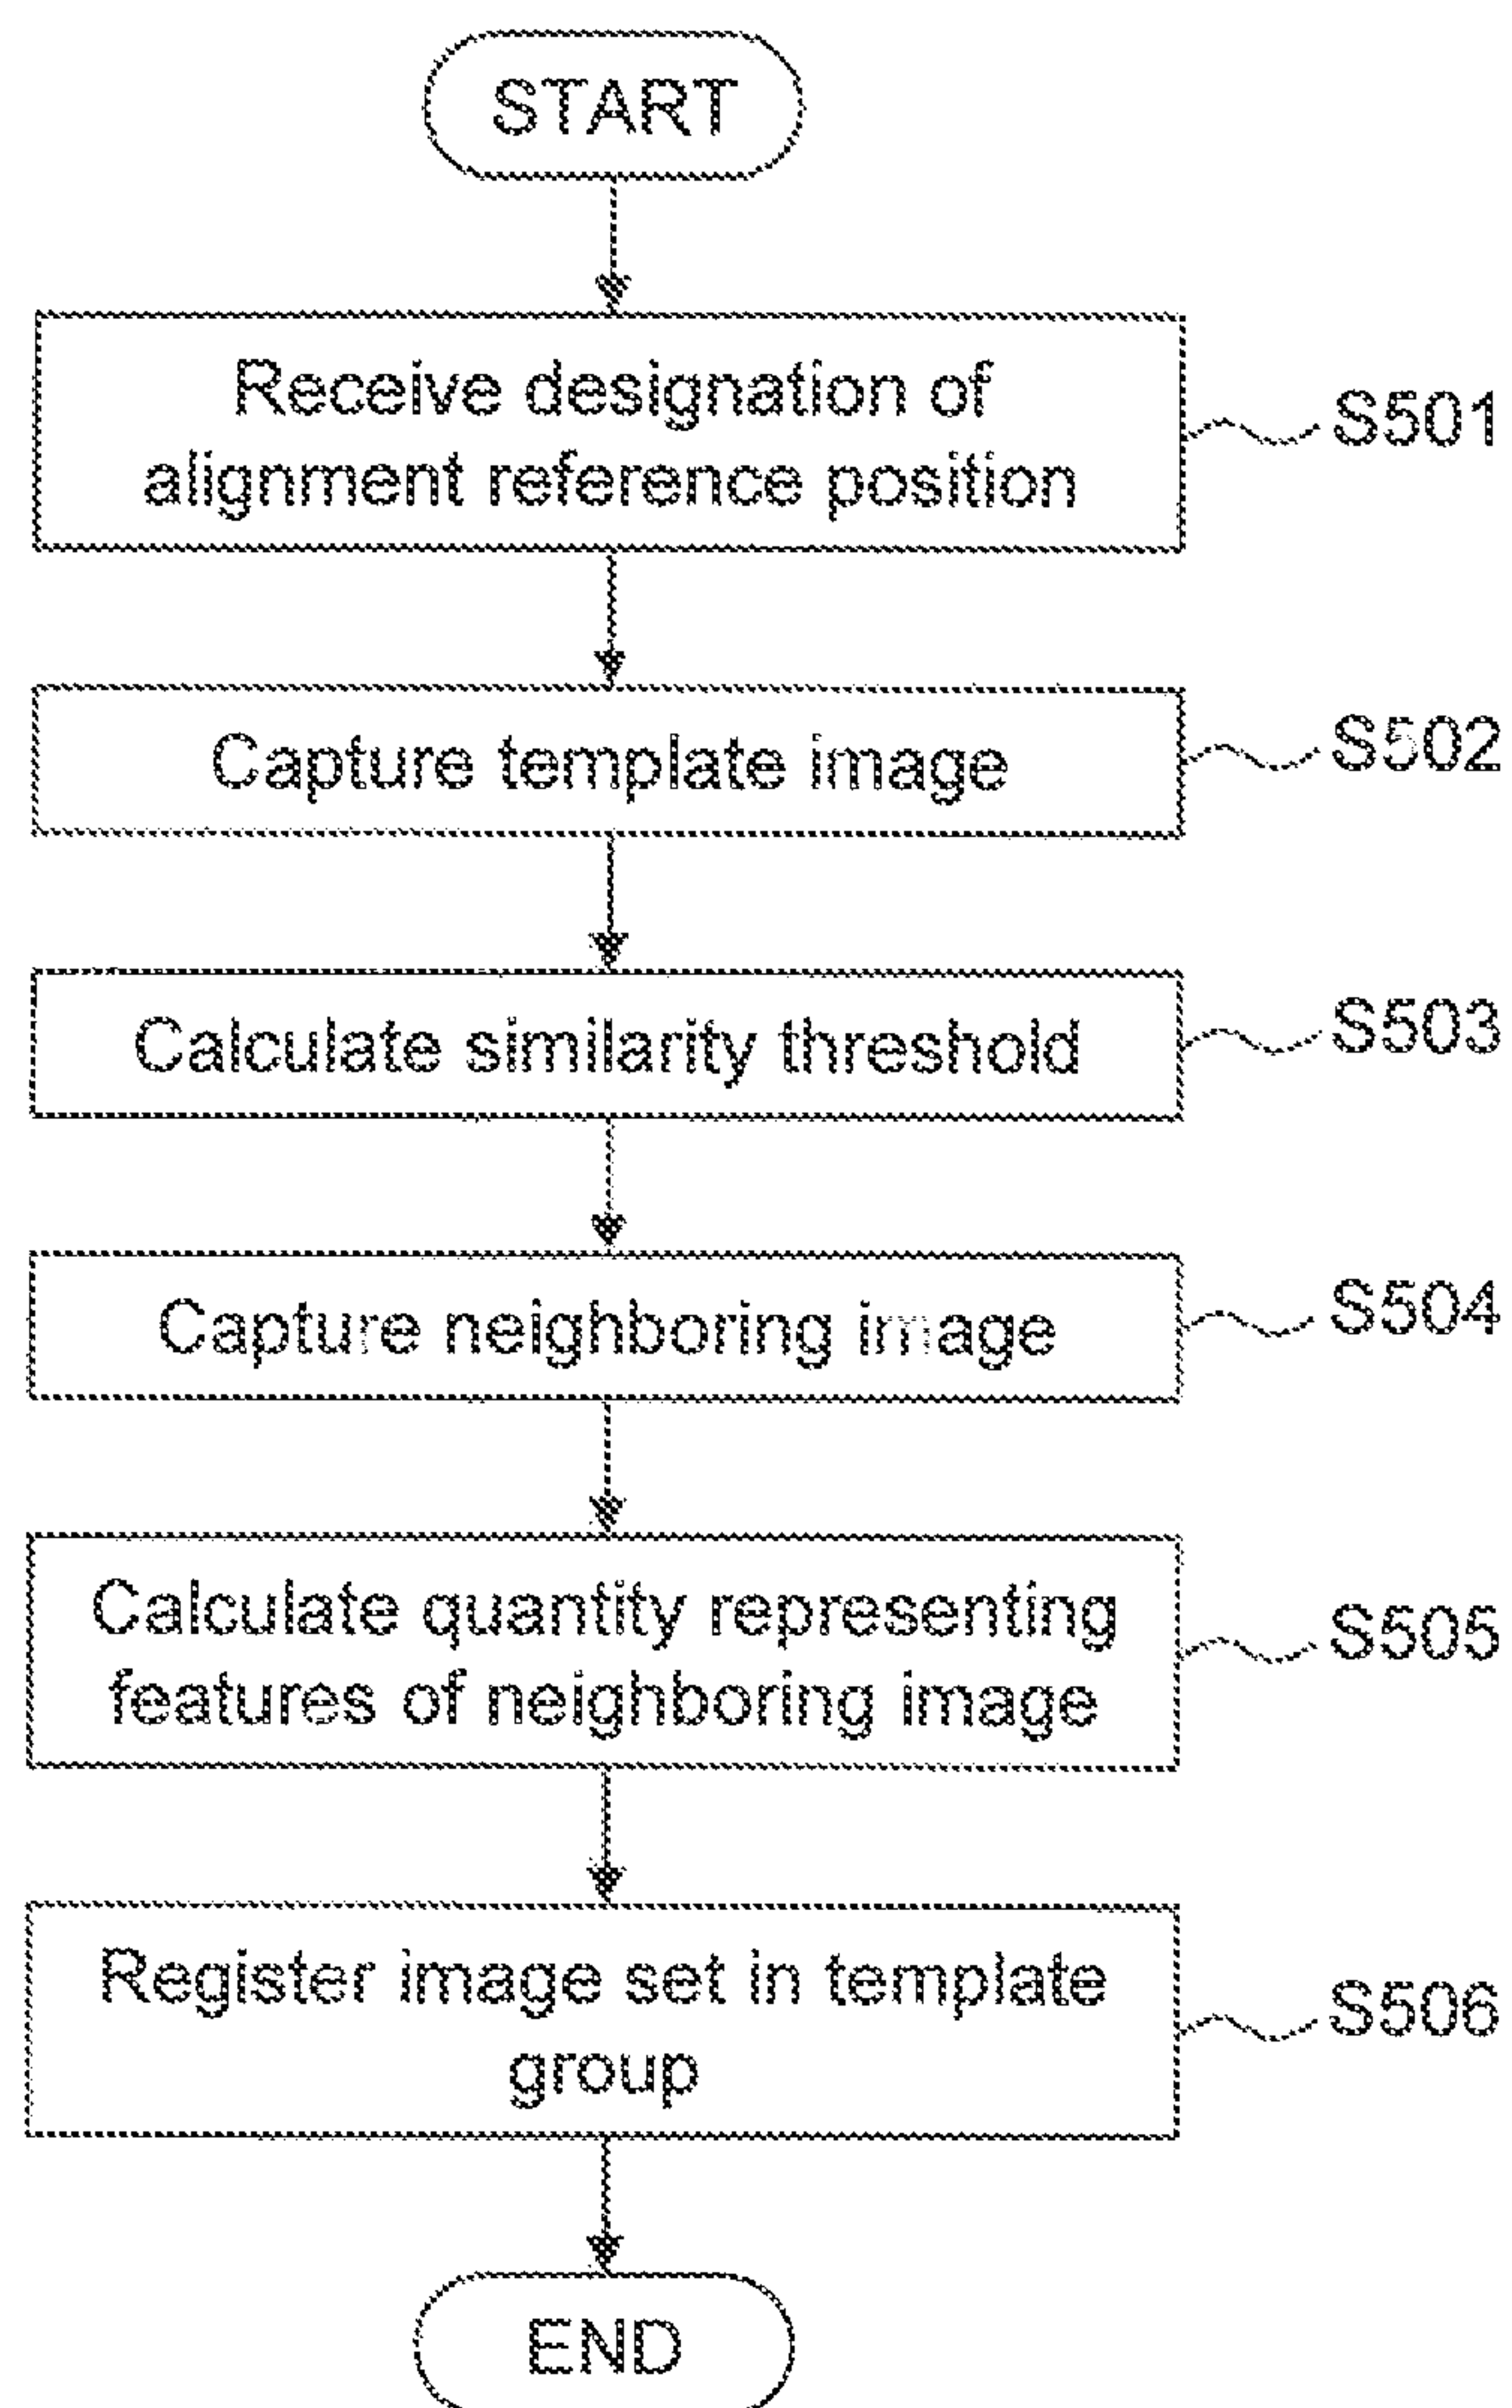 START
Receive designation of
alignment reference position
S501
Capture template image
S502
Calculate similarity threshold
S503
Capture neighboring image
S504
Calculate quantity representing
features of neighboring image
S505
Register image set in template
group
S506
END